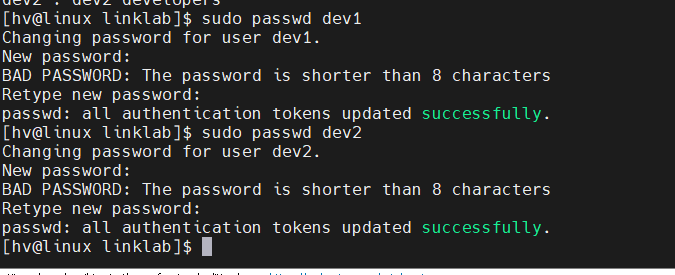 dev2 : dev2 developers
[hv@linux linklab]$ sudo passwd dev1
Changing password for user dev1.
New password:
BAD PASSWORD: The password is shorter than 8 characters
Retype new password:
passwd: all authentication tokens updated successfully.
[hv@linux linklab]$ sudo passwd dev2
Changing password for user dev2.
New password:
BAD PASSWORD: The password is shorter than 8 characters
Retype new password:
passwd: all authentication tokens updated successfully.
[hv@linux linklab]$